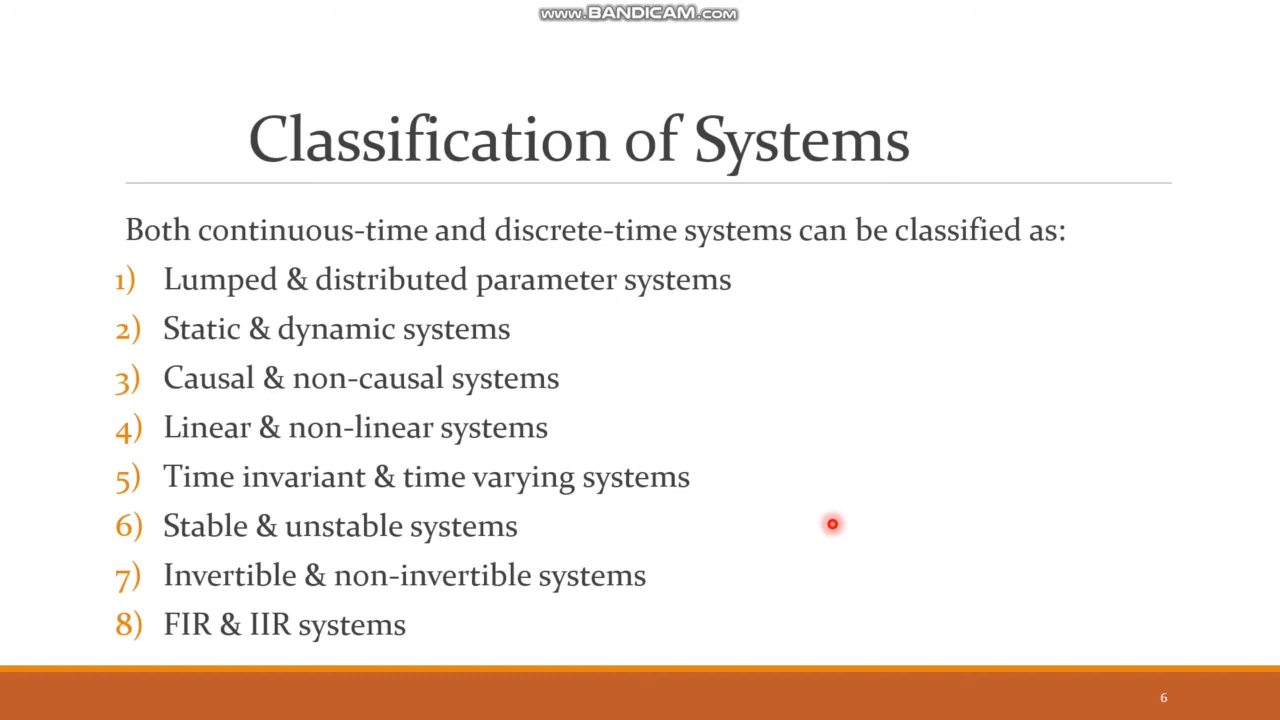 www.BANDICAM.com
Classification of Systems
Both continuous-time and discrete-time systems can be classified as:
1) Lumped & distributed parameter systems
2) Static & dynamic systems
3) Causal & non-causal systems
4) Linear & non-linear systems
5) Time invariant & time varying systems
6) Stable & unstable systems
7) Invertible & non-invertible systems
8) FIR & IIR systems
6